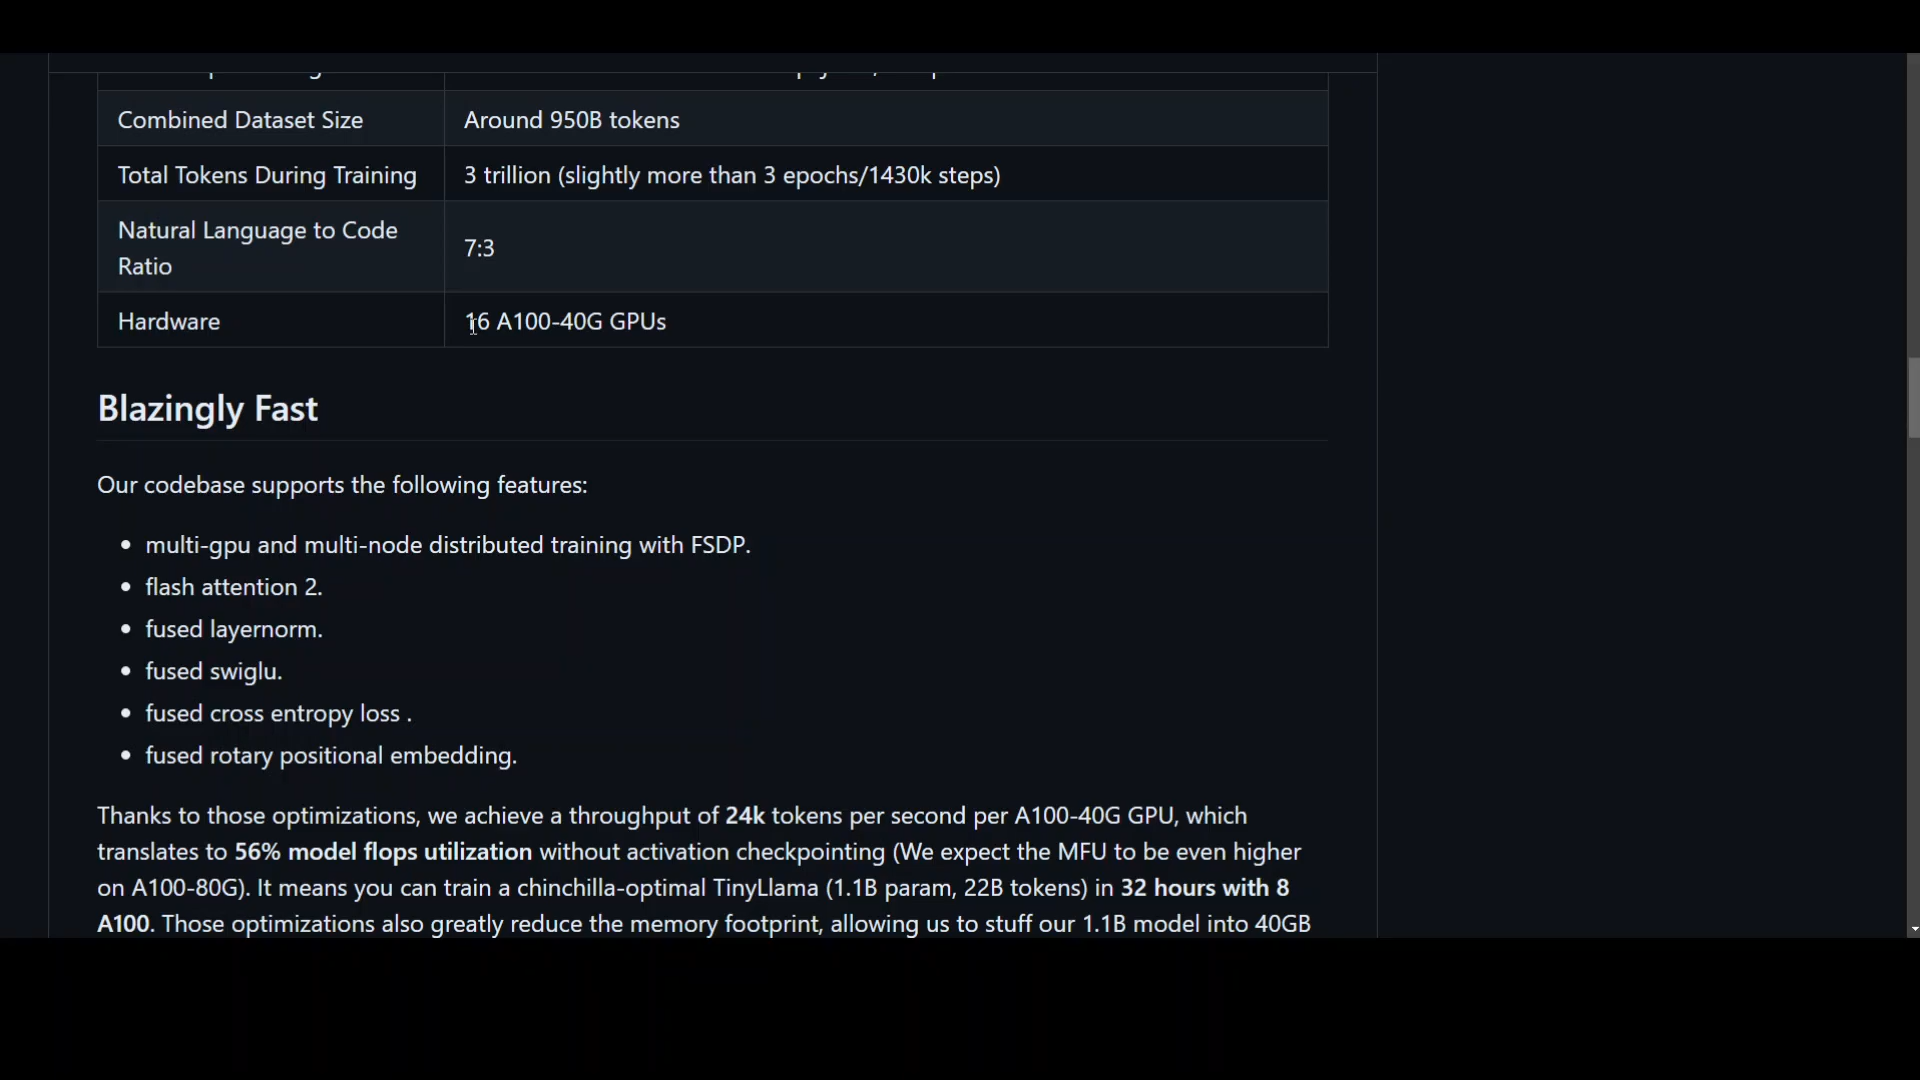 Combined Dataset Size Around 950B tokens
Total Tokens During Training 3 trillion (slightly more than 3 epochs/1430k steps)
Natural Language to Code
Ratio
7:3
Hardware 16 A100-40G GPUs
Blazingly Fast
Our codebase supports the following features:
• multi-gpu and multi-node distributed training with FSDP.
• flash attention 2.
• fused layernorm.
• fused swiglu.
• fused cross entropy loss .
• fused rotary positional embedding.
Thanks to those optimizations, we achieve a throughput of 24k tokens per second per A100-40G GPU, which
translates to 56% model flops utilization without activation checkpointing (We expect the MFU to be even higher
on A100-80G). It means you can train a chinchilla-optimal TinyLlama (1.1B param, 22B tokens) in 32 hours with 8
A100. Those optimizations also greatly reduce the memory footprint, allowing us to stuff our 1.1B model into 40GB